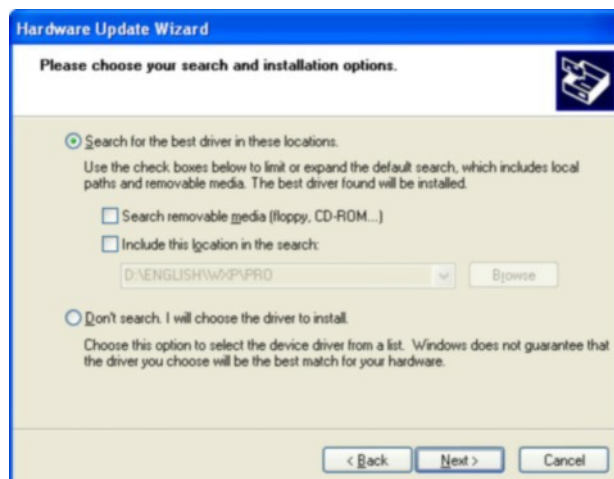 Hardware Update Wizard
Please choose your search and installation options.
Search for the best driver in these locations.
Use the check boxes below to limit or expand the default search, which includes local
paths and removable media. The best driver found will be installed.
Search removable media (floppy, CD-ROM...)
Include this location in the search:
D:\ENGLISH\WXP\PRO
Browse
Don't search. I will choose the driver to install.
Choose this option to select the device driver from a list. Windows does not guarantee that
the driver you choose will be the best match for your hardware.
< Back Next > Cancel